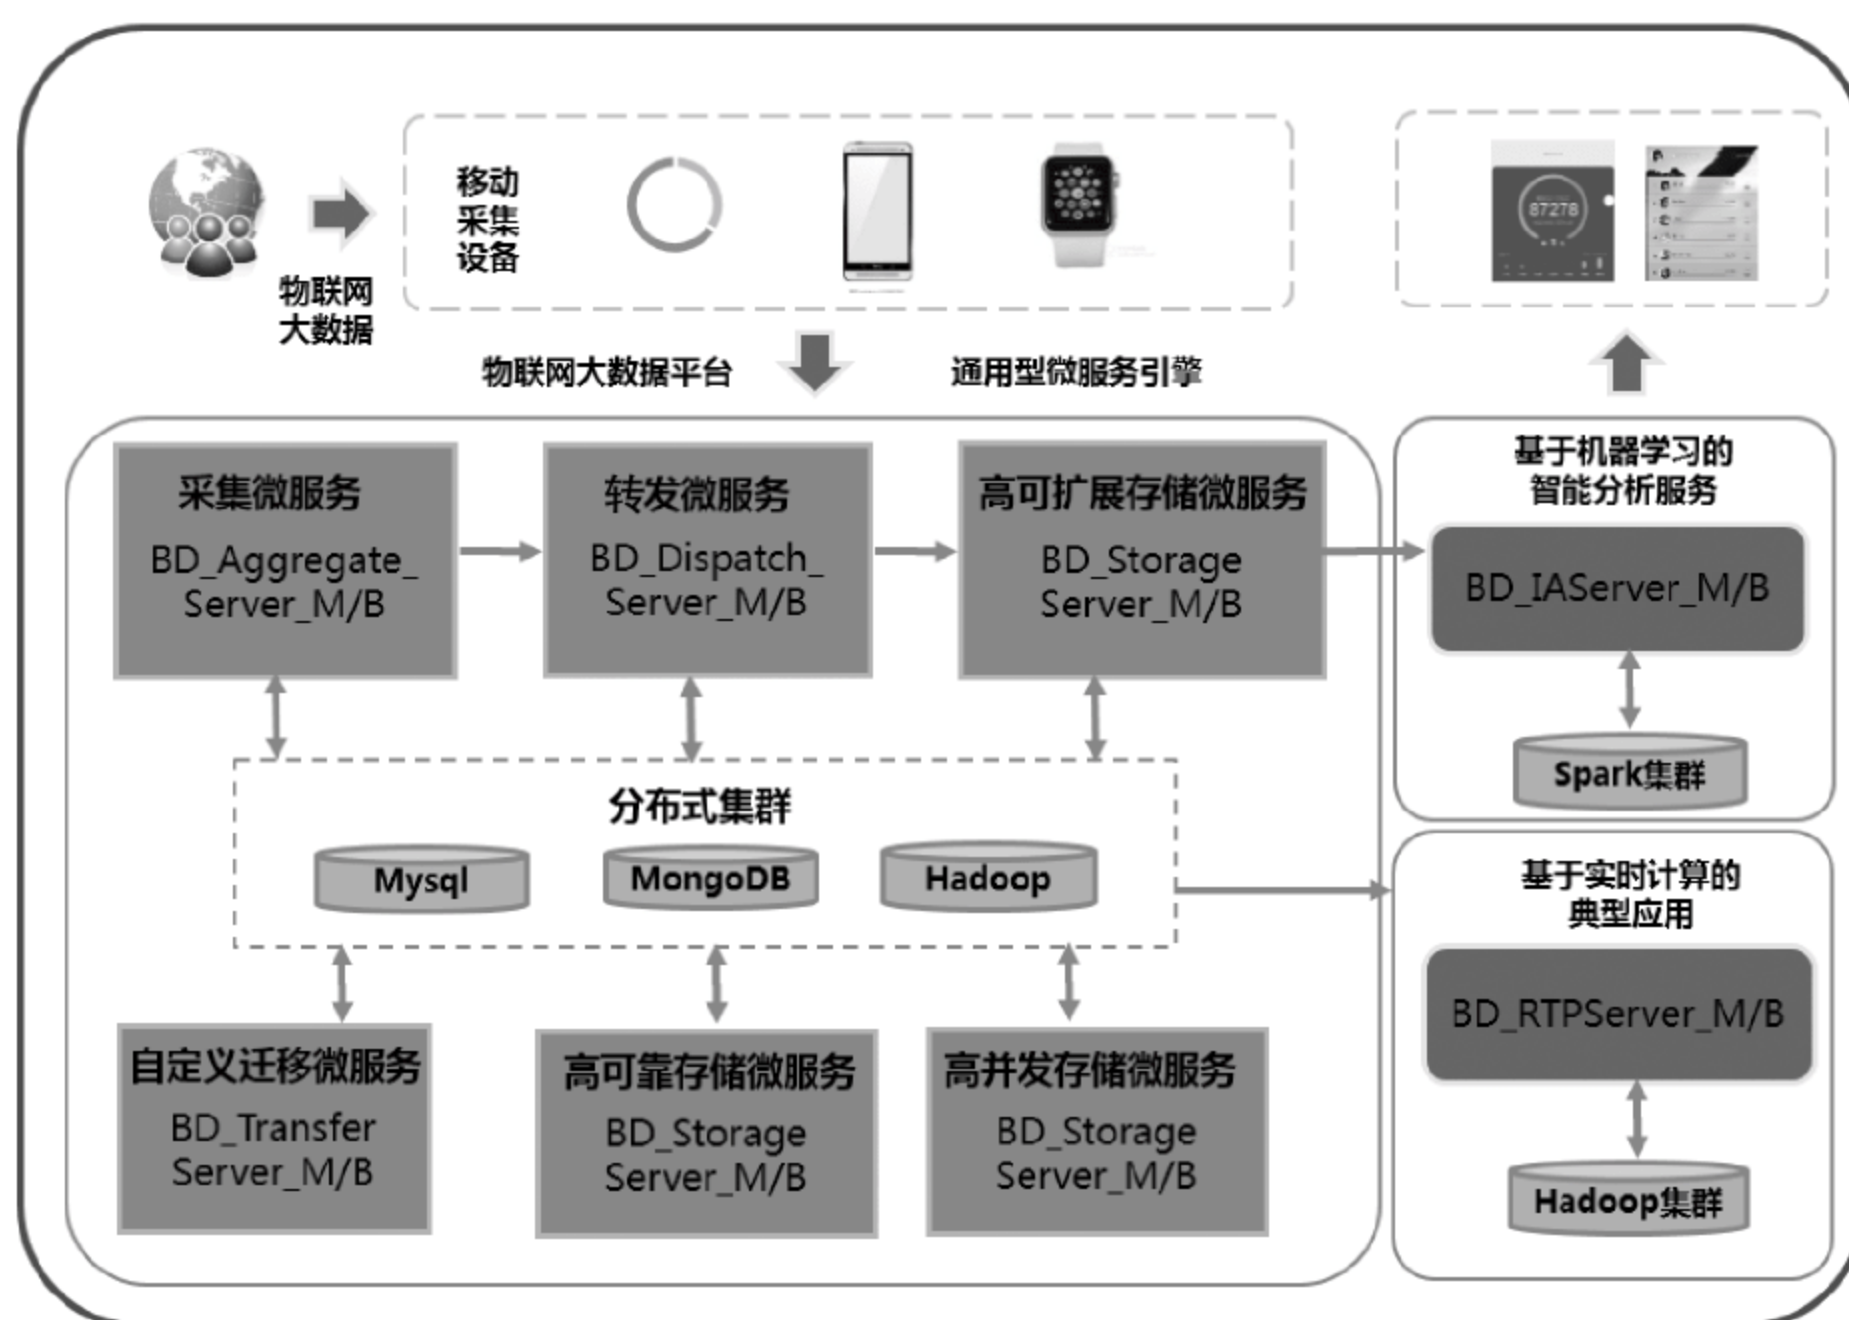 移动
采集
设备
87278
物联网
大数据
物联网大数据平台
通用型微服务引擎
采集微服务
BD_Aggregate_
Server_M/B
转发微服务
BD_Dispatch_
Server_M/B
高可扩展存储微服务
BD_Storage
Server_M/B
基于机器学习的
智能分析服务
BD_IAServer_M/B
Spark集群
分布式集群
Mysql
MongoDB
Hadoop
基于实时计算的
典型应用
BD_RTPServer_M/B
Hadoop集群
自定义迁移微服务
BD_Transfer
Server_M/B
高可靠存储微服务
BD_Storage
Server_M/B
高并发存储微服务
BD_Storage
Server_M/B